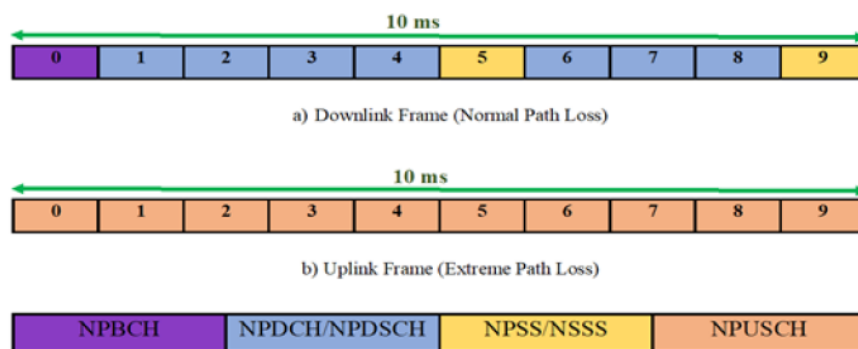 10 ms
0 1 2 3 4 5 6 7 8 9
a) Downlink Frame (Normal Path Loss)
10 ms
0 1 2 3 4 5 6 7 8 9
b) Uplink Frame (Extreme Path Loss)
NPBCH NPDCH/NPDSCH NPSS/NSSS NPUSCH